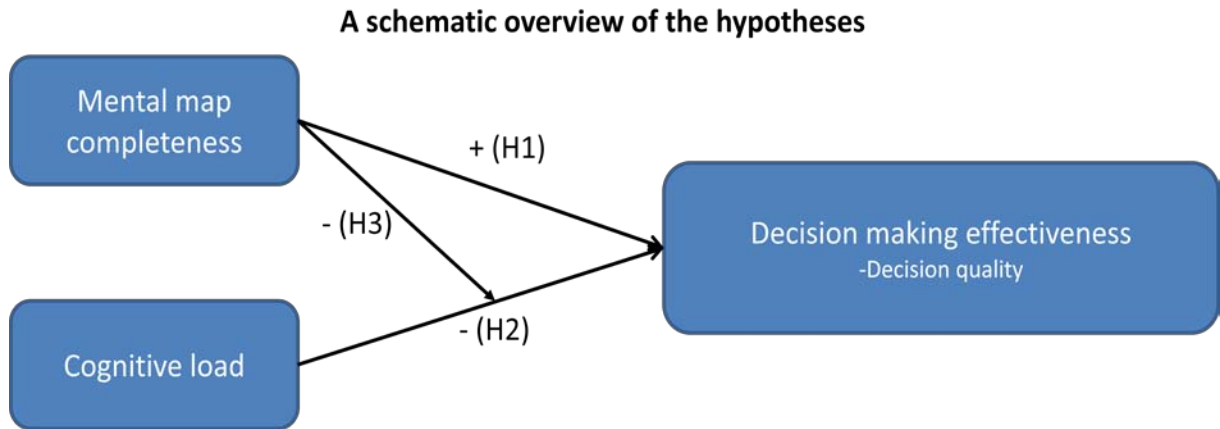 A schematic overview of the hypotheses
Mental map
completeness
+ (H1)
- (H3)
Decision making effectiveness
-Decision quality
- (H2)
Cognitive load